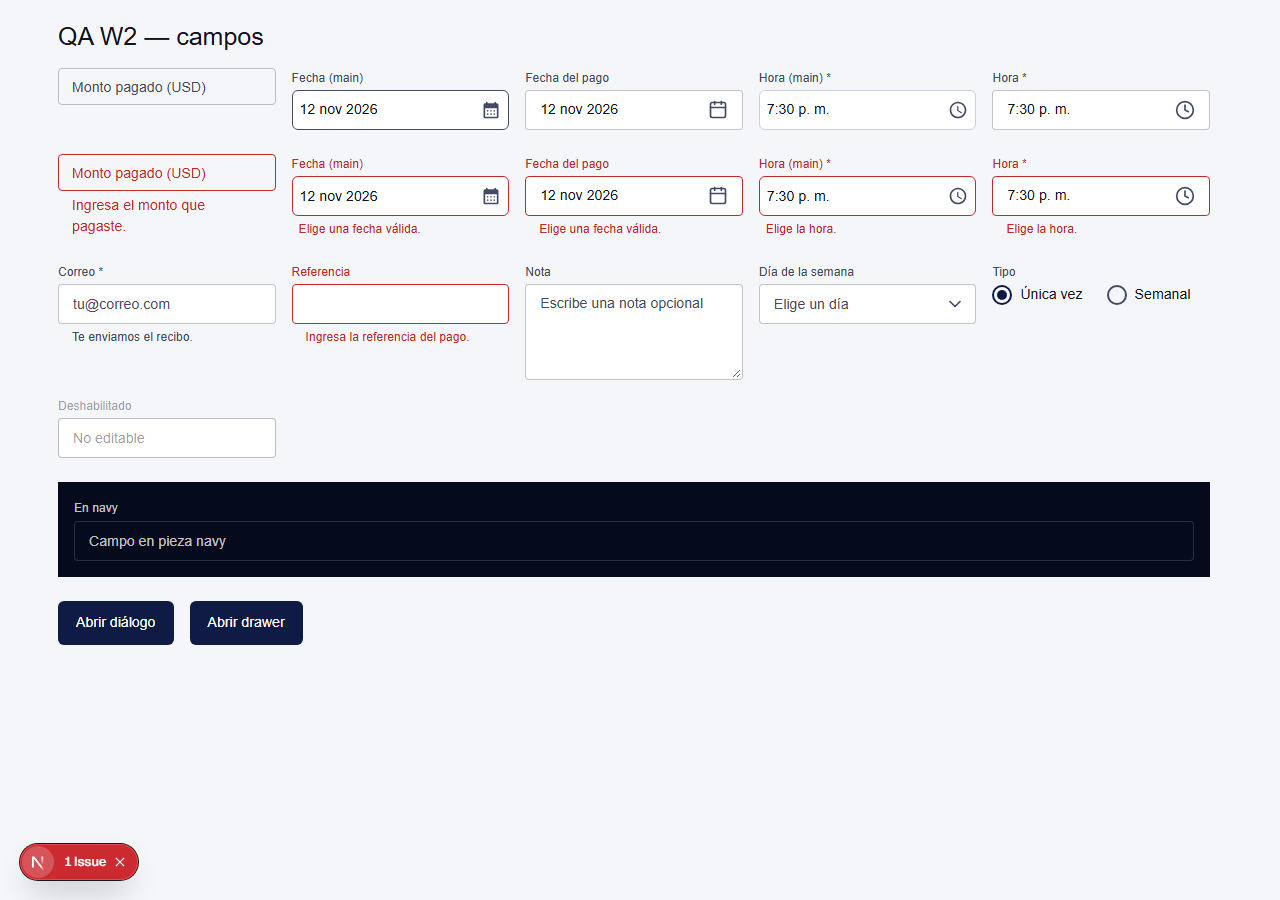 QA W2 — campos
Monto pagado (USD)
Fecha (main)
12 nov 2026
Fecha del pago
12 nov 2026
Hora (main) *
7:30 p. m.
Hora *
7:30 p. m.
Monto pagado (USD)
Ingresa el monto que
pagaste.
Fecha (main)
12 nov 2026
Elige una fecha válida.
Fecha del pago
12 nov 2026
Elige una fecha válida.
Hora (main) *
7:30 p. m.
Elige la hora.
Hora *
7:30 p. m.
Elige la hora.
Correo *
tu@correo.com
Te enviamos el recibo.
Referencia
Ingresa la referencia del pago.
Nota
Escribe una nota opcional
Día de la semana
Elige un día
Tipo
Única vez
Semanal
Deshabilitado
No editable
En navy
Campo en pieza navy
Abrir diálogo
Abrir drawer
N
1 Issue